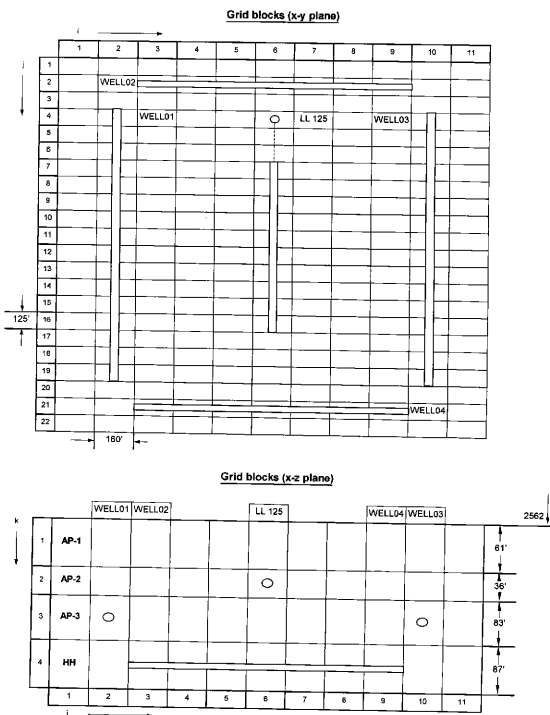 Grid blocks (x-y plane)
i
1 2 3 4 5 6 7 8 9 10 11
j
1
2 WELL02
3
4 WELL01 LL 125 WELL03
5
6
7
8
9
10
11
12
13
14
15
125' 16
17
18
19
20
21 WELL04
22
160'
Grid blocks (x-z plane)
k WELL01 WELL02 LL 125 WELL04 WELL03 2562
1 AP-1 61'
2 AP-2 36'
3 AP-3 83'
4 HH 87'
1 2 3 4 5 6 7 8 9 10 11
i